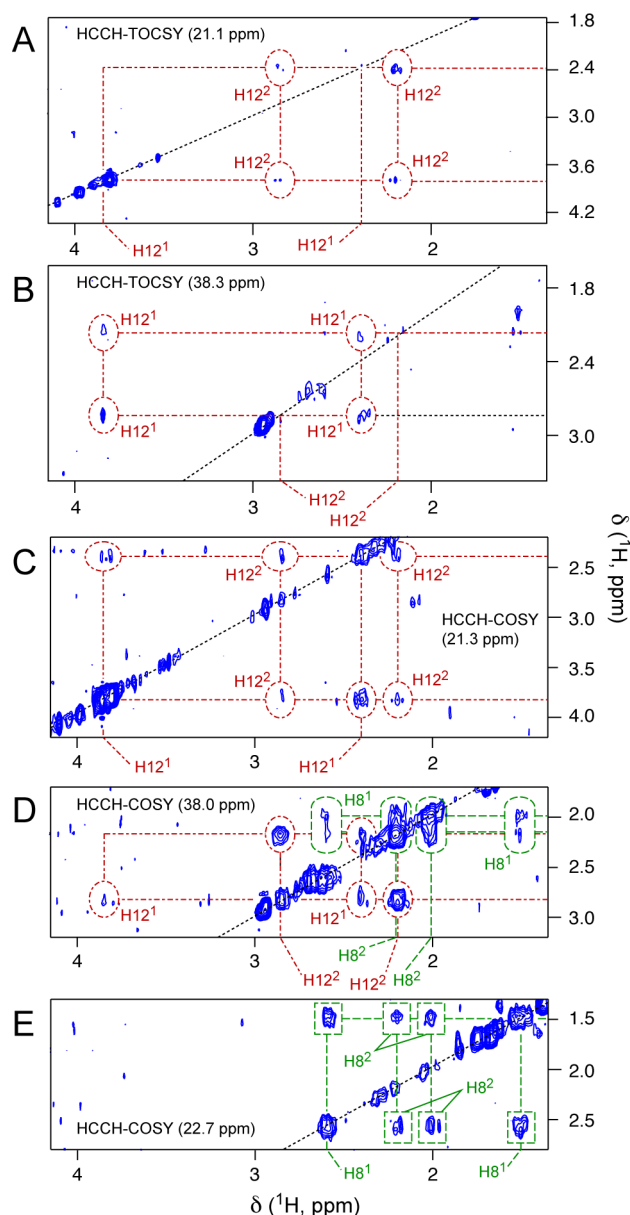 A
HCCH-TOCSY (21.1 ppm)
1.8
2.4
3.0
3.6
4.2
H12²
H12²
H12²
H12²
4
3
2
H12¹
H12¹
B
HCCH-TOCSY (38.3 ppm)
1.8
2.4
3.0
H12¹
H12¹
H12¹
H12¹
4
3
2
H12²
H12²
δ (¹H, ppm)
C
2.5
3.0
3.5
4.0
H12²
H12²
HCCH-COSY
(21.3 ppm)
H12²
H12²
4
3
2
H12¹
H12¹
D
HCCH-COSY (38.0 ppm)
H8¹
2.0
2.5
3.0
H8¹
H12¹
H12¹
4
3
2
H8²
H8²
H12²
H12²
E
1.5
2.0
2.5
H8²
H8²
HCCH-COSY (22.7 ppm)
4
3
2
H8¹
H8¹
δ (¹H, ppm)